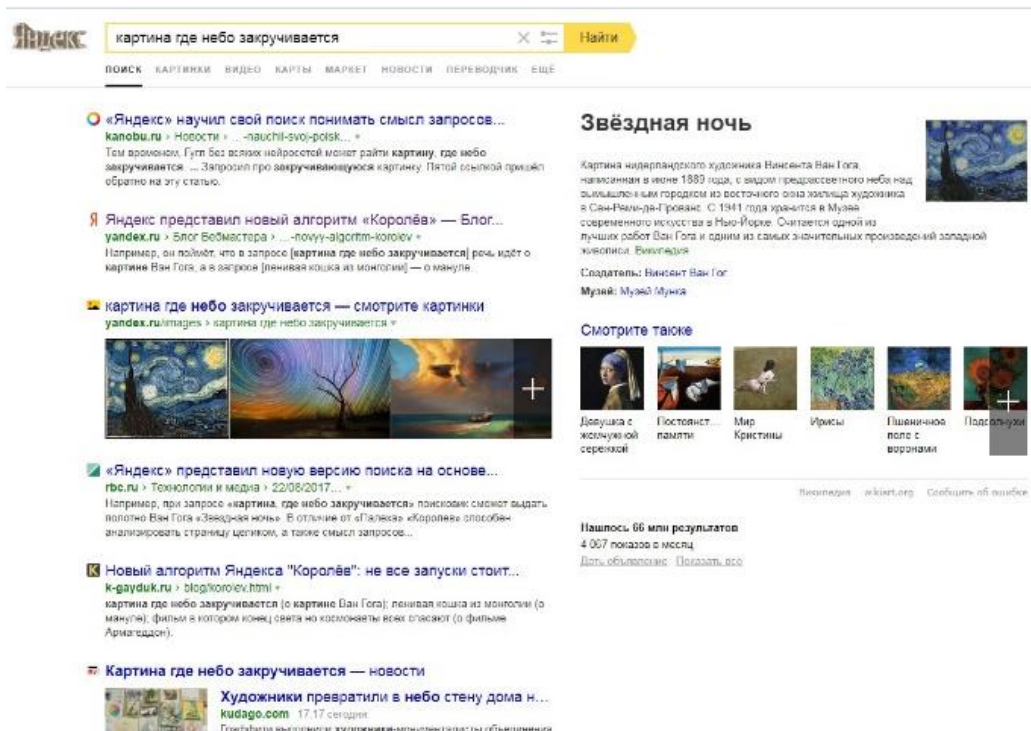 Яндекс
картина где небо закручивается
Найти
ПОИСК КАРТИНКИ ВИДЕО КАРТЫ МАРКЕТ НОВОСТИ ПЕРЕВОДЧИК ЕЩЁ
«Яндекс» научил свой поиск понимать смысл запросов...
kanobu.ru › Новости › ...-nauchil-svoj-poisk...
Тем временем, Гугл без всяких нейросетей может райти картину, где небо
закручивается. ... Запросил про закручивающуюся картинку. Пятой ссылкой пришёл
обратно на эту статью.
Яндекс представил новый алгоритм «Королёв» — Блог...
yandex.ru › Блог Вебмастера › ...-novyy-algoritm-korolev
Например, он поймёт, что в запросе [картина где небо закручивается] речь идёт о
картине Ван Гога, а в запросе [ленивая кошка из монголии] — о мануле.
картина где небо закручивается — смотрите картинки
yandex.ru/images › картина где небо закручивается
«Яндекс» представил новую версию поиска на основе...
rbc.ru › Технологии и медиа › 22/08/2017...
Например, при запросе «картина, где небо закручивается» поисковик сможет выдать
полотно Ван Гога «Звездная ночь». В отличие от «Палеха» «Королев» способен
анализировать страницу целиком, а также смысл запросов...
Новый алгоритм Яндекса "Королёв": не все запуски стоит...
k-gayduk.ru › blog/korolev.html
картина где небо закручивается (о картине Ван Гога); ленивая кошка из монголии (о
мануле); фильм в котором конец света но космонавты всех спасают (о фильме
Армагеддон).
Картина где небо закручивается — новости
Художники превратили в небо стену дома н...
kudago.com 17:17 сегодня
Граффити выполнили художники-монументалисты объединения
Звёздная ночь
Картина нидерландского художника Винсента Ван Гога,
написанная в июне 1889 года, с видом предрассветного неба над
вымышленным городком из восточного окна жилища художника
в Сен-Реми-де-Прованс. С 1941 года хранится в Музее
современного искусства в Нью-Йорке. Считается одной из
лучших работ Ван Гога и одним из самых значительных произведений западной
живописи. Википедия
Создатель: Винсент Ван Гог
Музей: Музей Мунка
Смотрите также
Девушка с жемчужной сережкой
Постоянст... памяти
Мир Кристины
Ирисы
Пшеничное поле с воронами
Подсолнухи
Википедия wikiart.org Сообщить об ошибке
Нашлось 66 млн результатов
4 067 показов в месяц
Дать объявление Показать все